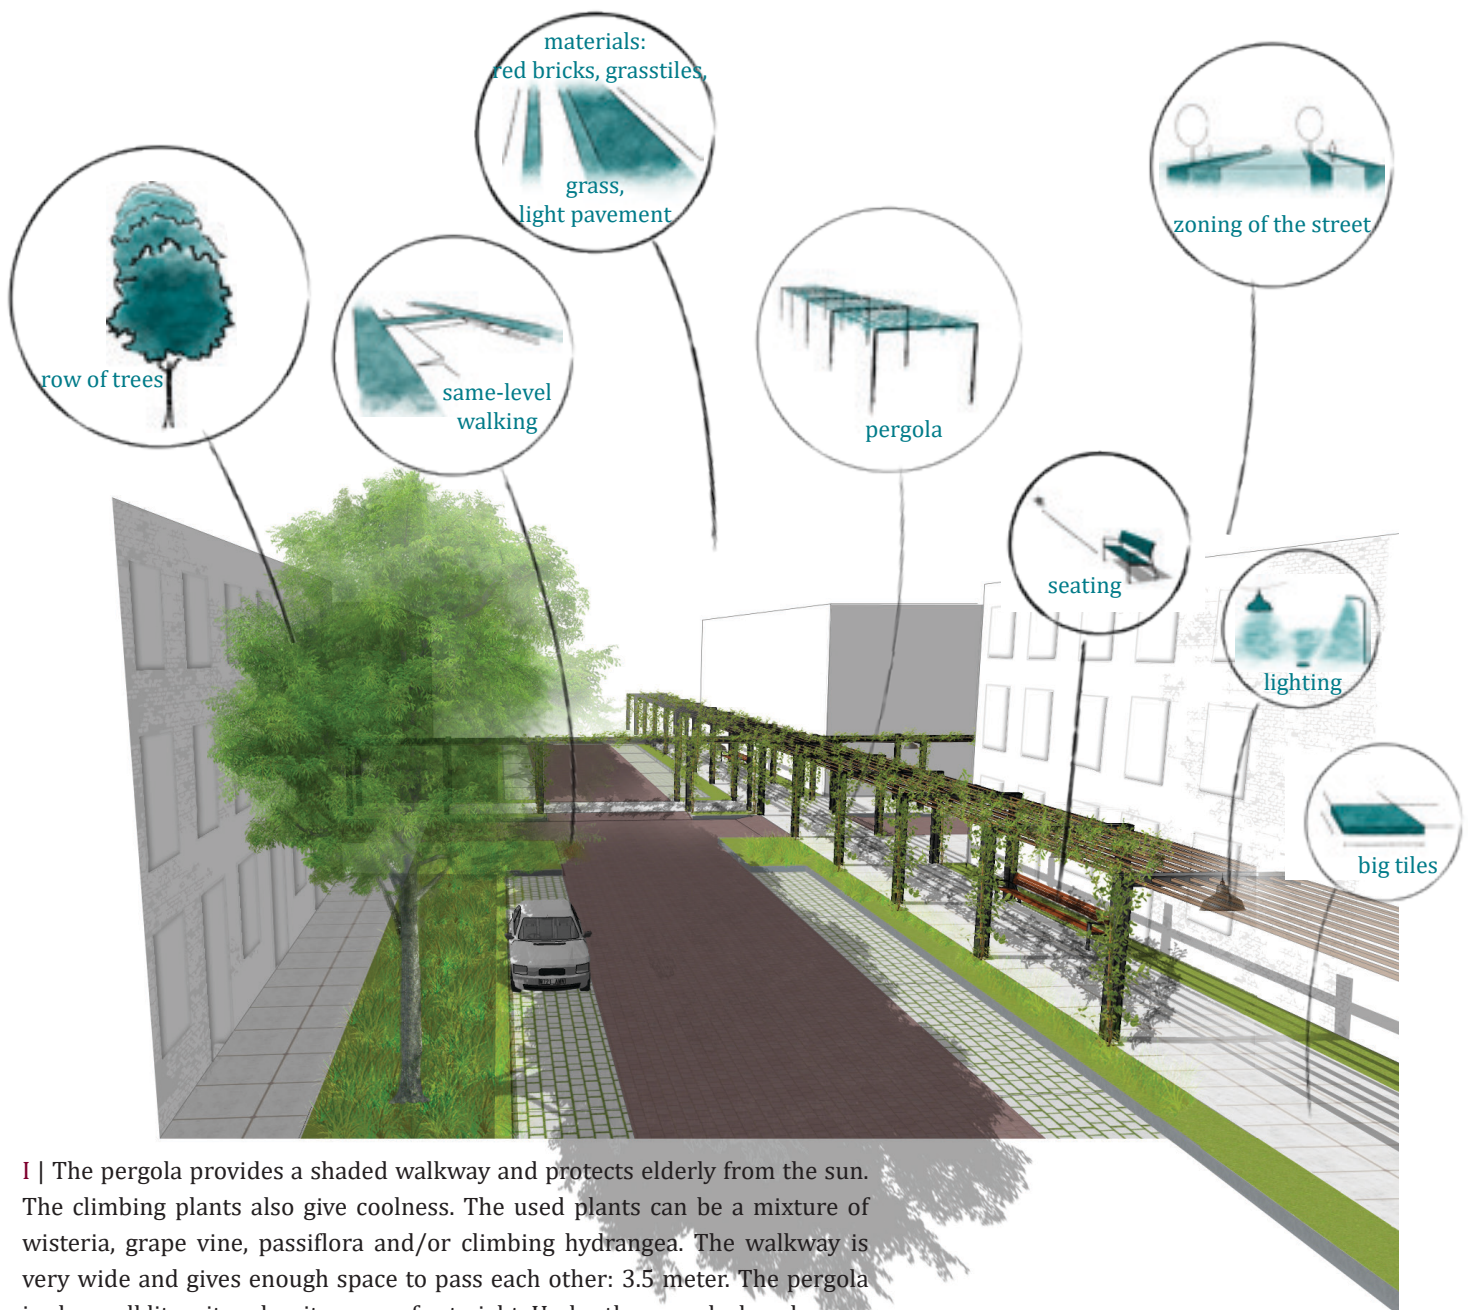 materials:
red bricks, grasstiles,
grass,
light pavement
zoning of the street
row of trees
same-level
walking
pergola
seating
lighting
big tiles
I | The pergola provides a shaded walkway and protects elderly from the sun.
The climbing plants also give coolness. The used plants can be a mixture of
wisteria, grape vine, passiflora and/or climbing hydrangea. The walkway is
very wide and gives enough space to pass each other: 3.5 meter. The pergola